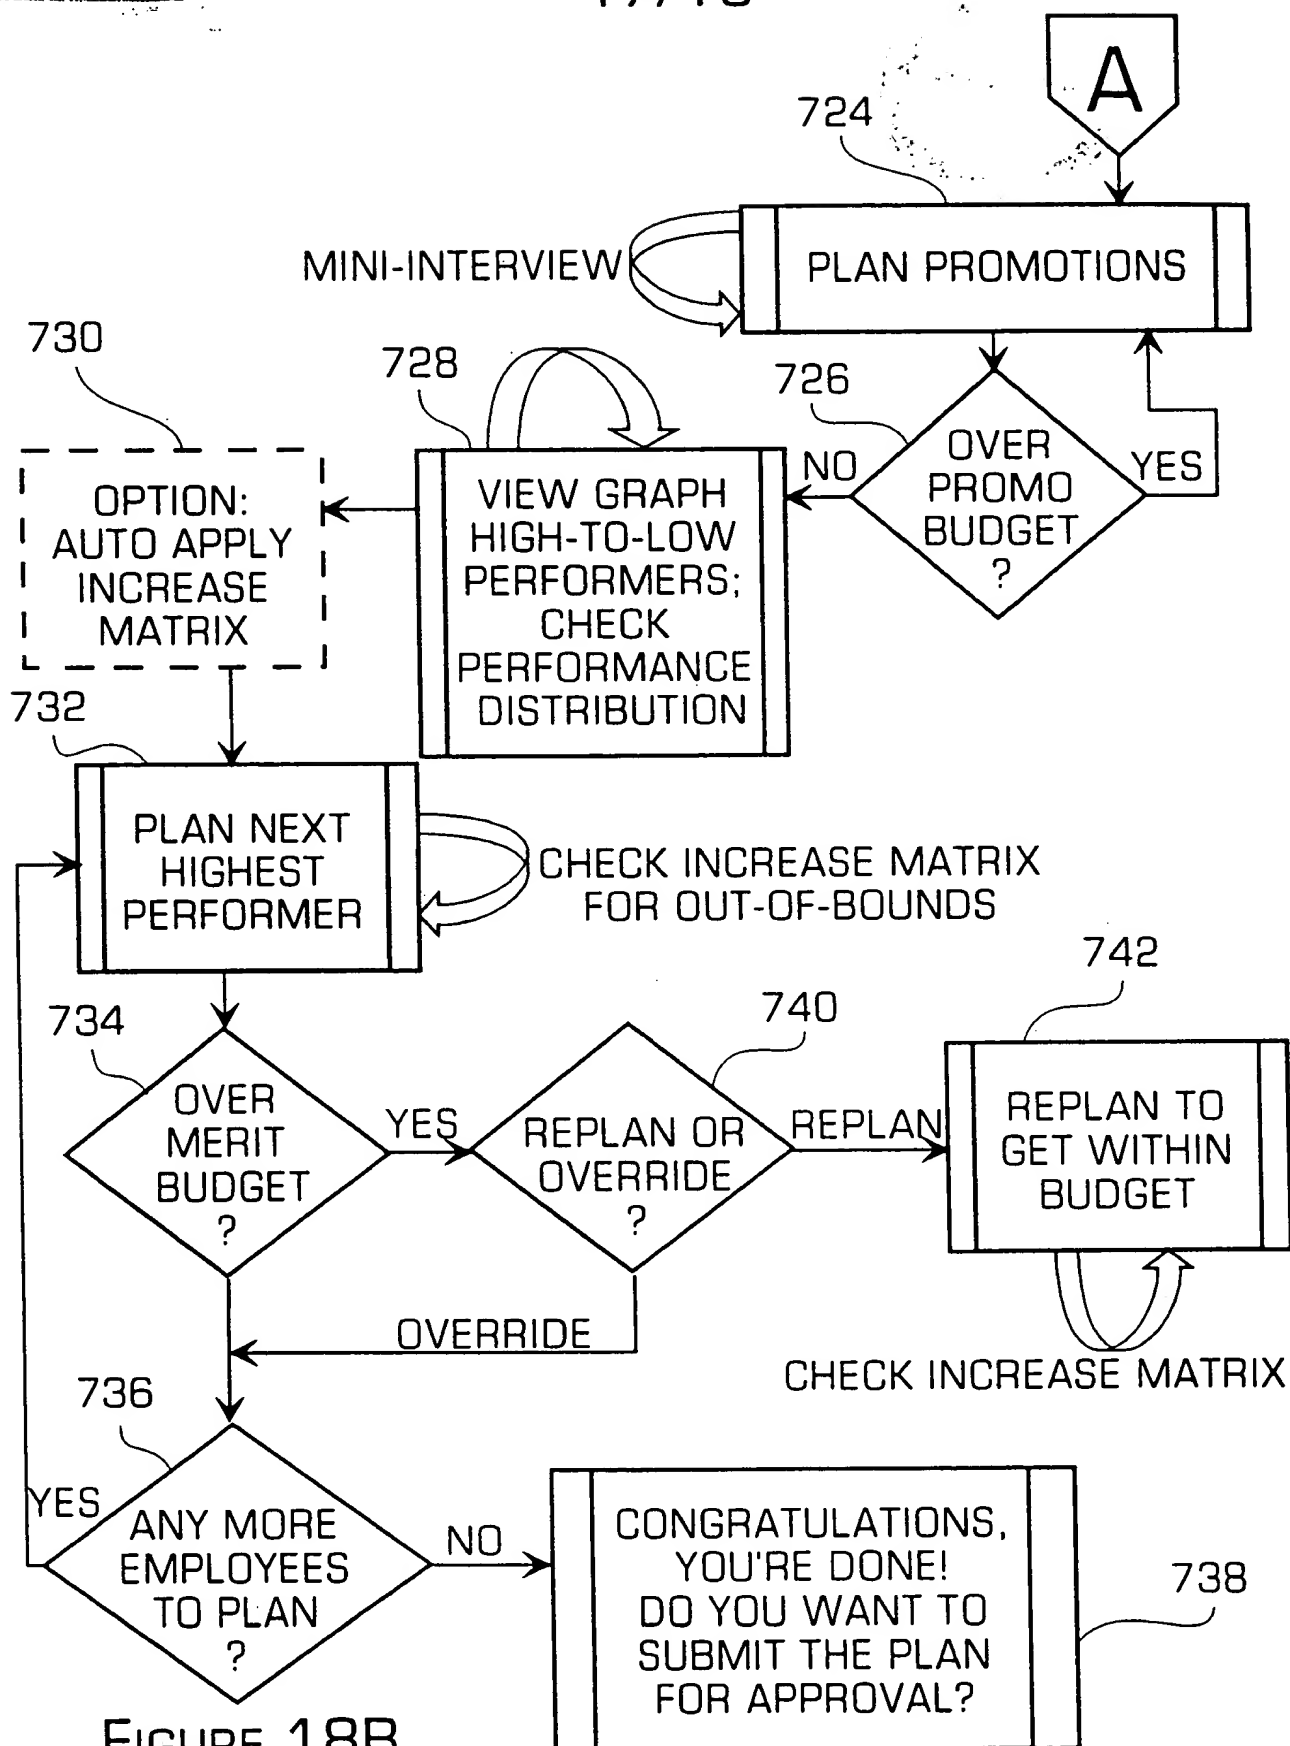 A
724
MINI-INTERVIEW
PLAN PROMOTIONS
730
728
726
OVER
PROMO
BUDGET
?
NO
YES
OPTION:
AUTO APPLY
INCREASE
MATRIX
VIEW GRAPH
HIGH-TO-LOW
PERFORMERS;
CHECK
PERFORMANCE
DISTRIBUTION
732
PLAN NEXT
HIGHEST
PERFORMER
CHECK INCREASE MATRIX
FOR OUT-OF-BOUNDS
742
734
740
OVER
MERIT
BUDGET
?
YES
REPLAN OR
OVERRIDE
?
REPLAN
REPLAN TO
GET WITHIN
BUDGET
OVERRIDE
CHECK INCREASE MATRIX
736
YES
ANY MORE
EMPLOYEES
TO PLAN
?
NO
CONGRATULATIONS,
YOU'RE DONE!
DO YOU WANT TO
SUBMIT THE PLAN
FOR APPROVAL?
738
FIGURE 18B